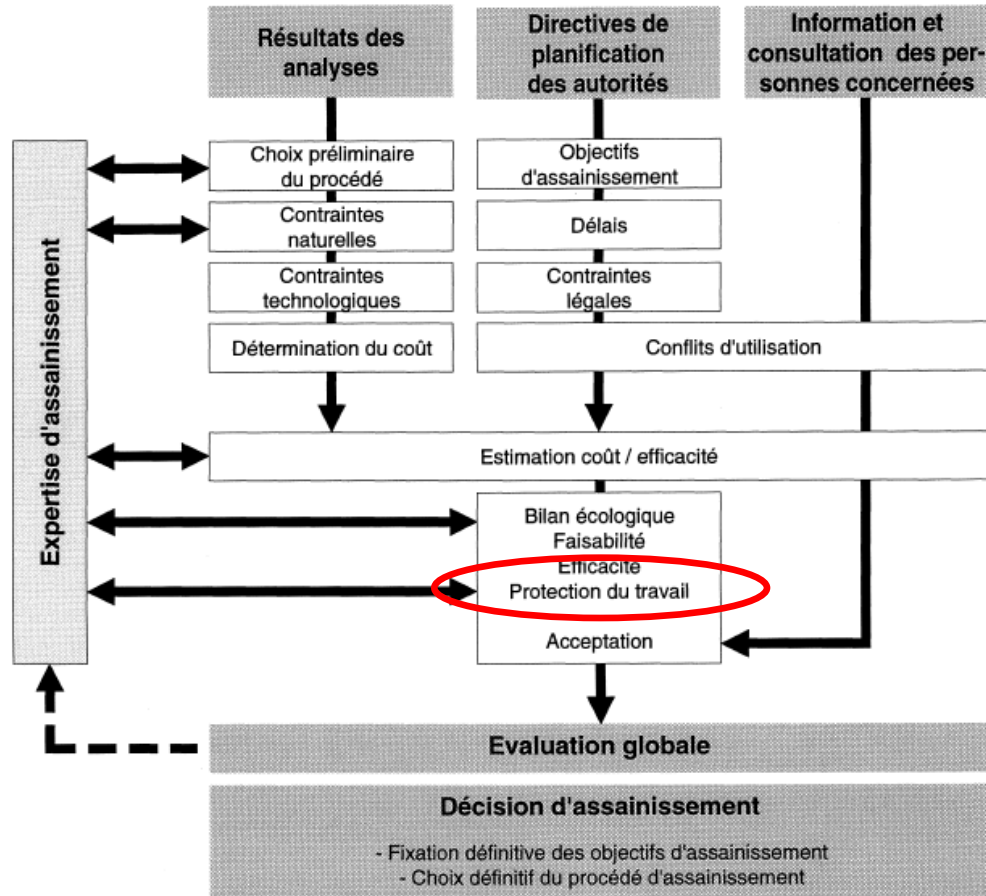 Résultats des
analyses
Directives de
planification
des autorités
Information et
consultation des per-
sonnes concernées
Expertise d'assainissement
Choix préliminaire
du procédé
Contraintes
naturelles
Contraintes
technologiques
Détermination du coût
Objectifs
d'assainissement
Délais
Contraintes
légales
Conflits d'utilisation
Estimation coût / efficacité
Bilan écologique
Faisabilité
Efficacité
Protection du travail
Acceptation
Evaluation globale
Décision d'assainissement
- Fixation définitive des objectifs d'assainissement
- Choix définitif du procédé d'assainissement